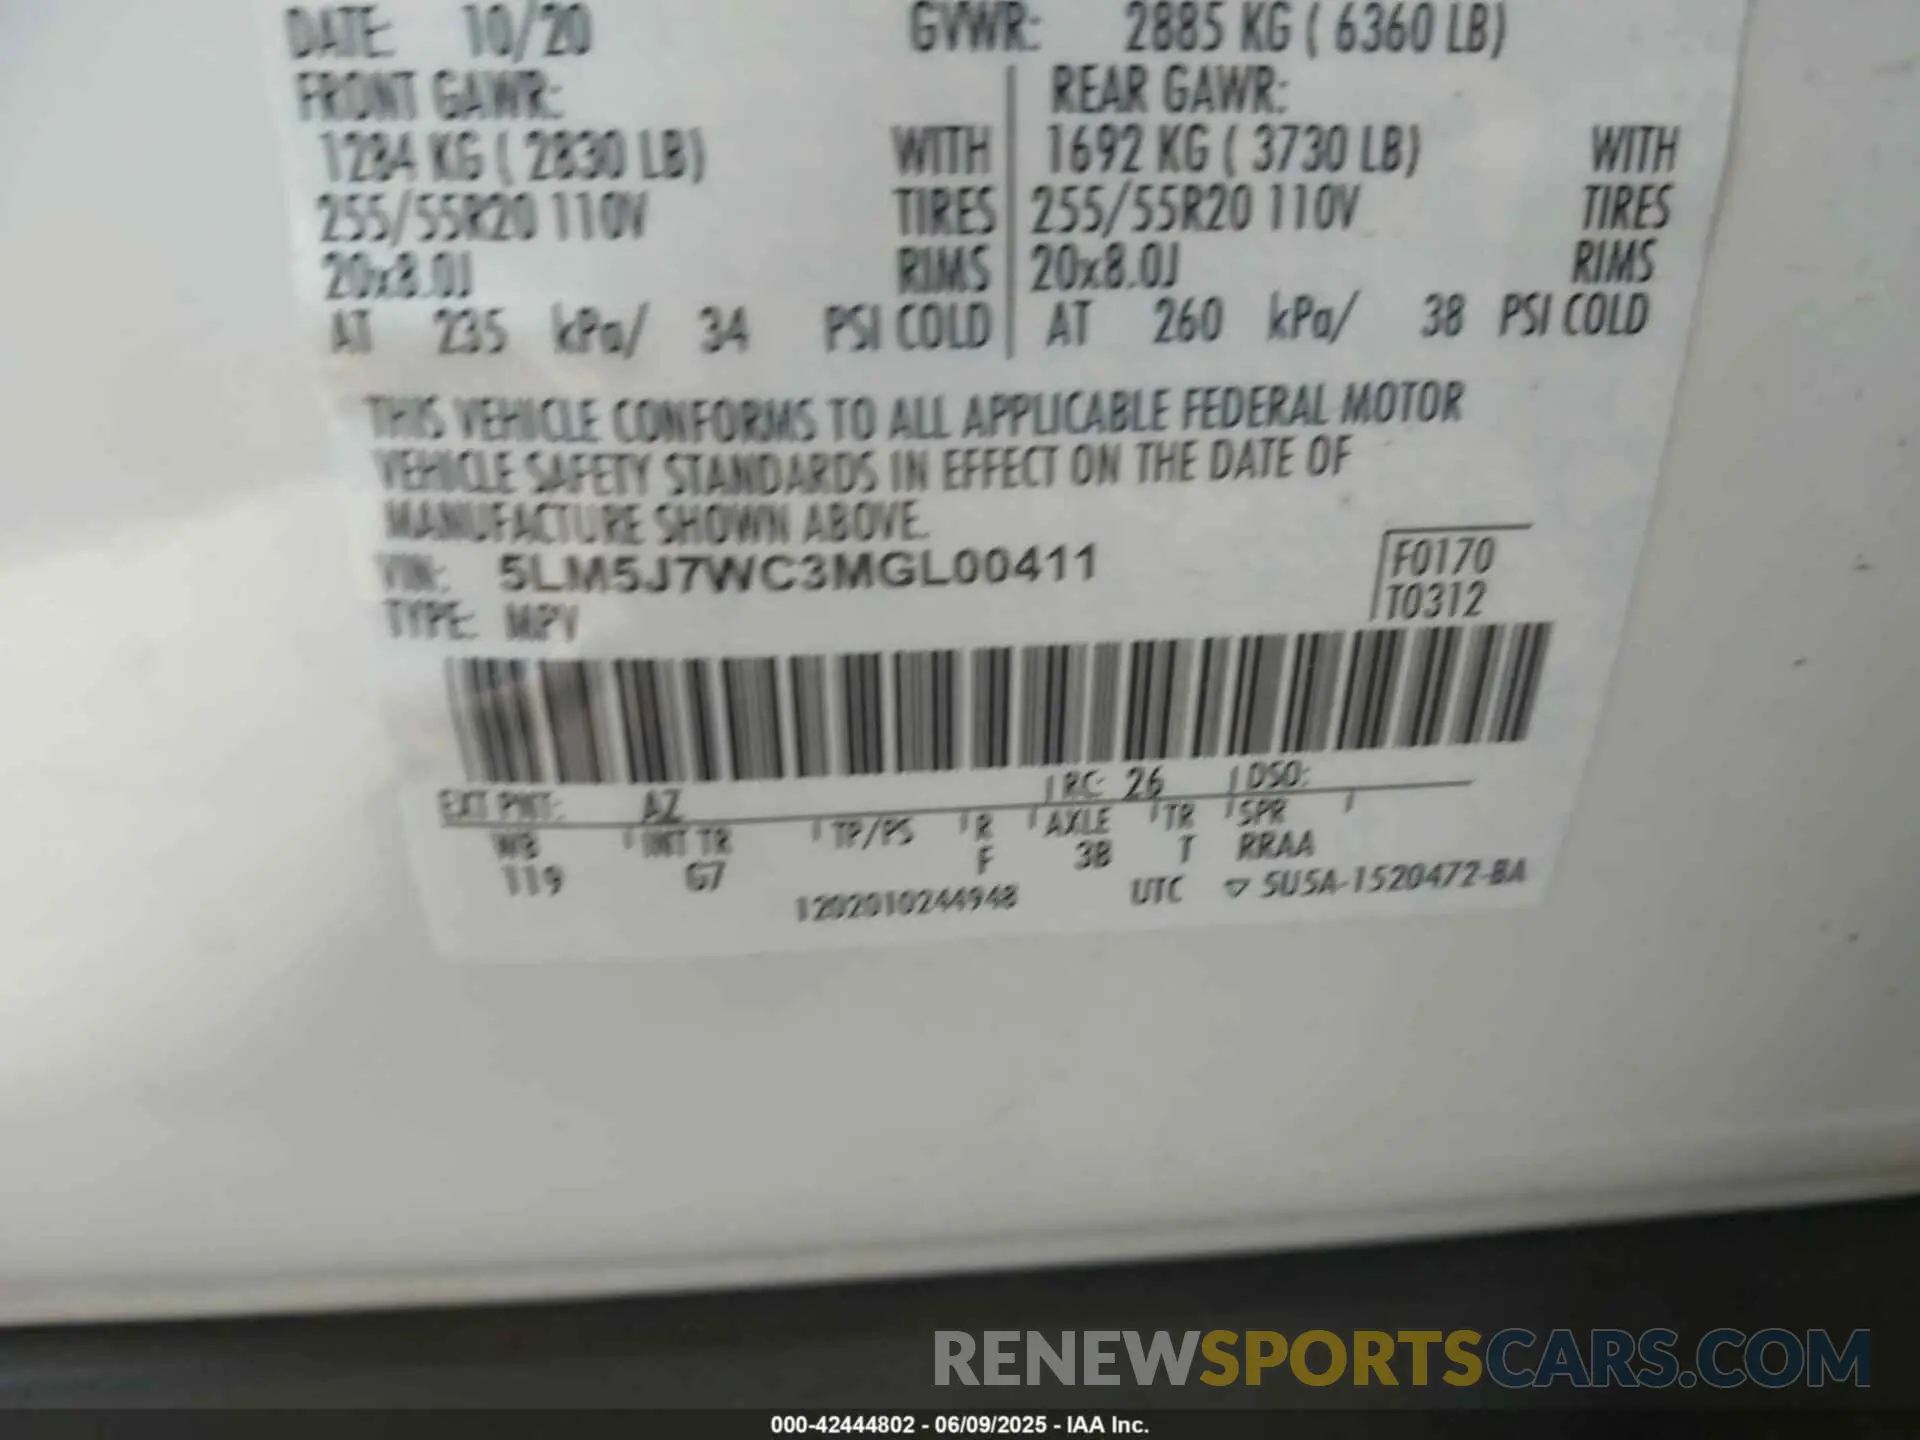 DATE: 10/20 GVWR: 2885 KG ( 6360 LB)
FRONT GAWR: REAR GAWR:
1284 KG ( 2830 LB) WITH 1692 KG ( 3730 LB) WITH
255/55R20 110V TIRES 255/55R20 110V TIRES
20x8.0J RIMS 20x8.0J RIMS
AT 235 kPa/ 34 PSI COLD AT 260 kPa/ 38 PSI COLD
THIS VEHICLE CONFORMS TO ALL APPLICABLE FEDERAL MOTOR
VEHICLE SAFETY STANDARDS IN EFFECT ON THE DATE OF
MANUFACTURE SHOWN ABOVE.
VIN: 5LM5J7WC3MGL00411
F0170
TYPE: MPV T0312
EXT PNT: AZ RC: 26 DSO:
WB INT TR TP/PS R AXLE TR SPR
119 G7 F 3B T RRAA
1202010244948 UTC ▽ 5U5A-1520472-BA
RENEWSPORTSCARS.COM
000-42444802 - 06/09/2025 - IAA Inc.